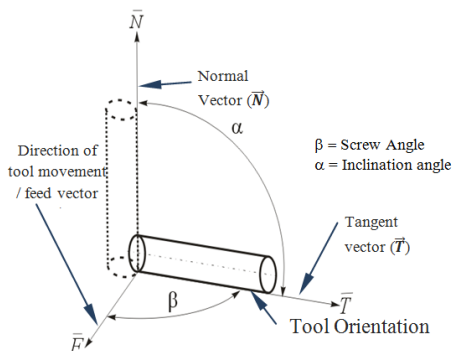 N̄
Normal
Vector (N⃗)
α
β = Screw Angle
α = Inclination angle
Direction of
tool movement
/ feed vector
Tangent
vector (T⃗)
β
T̄
Tool Orientation
F̄